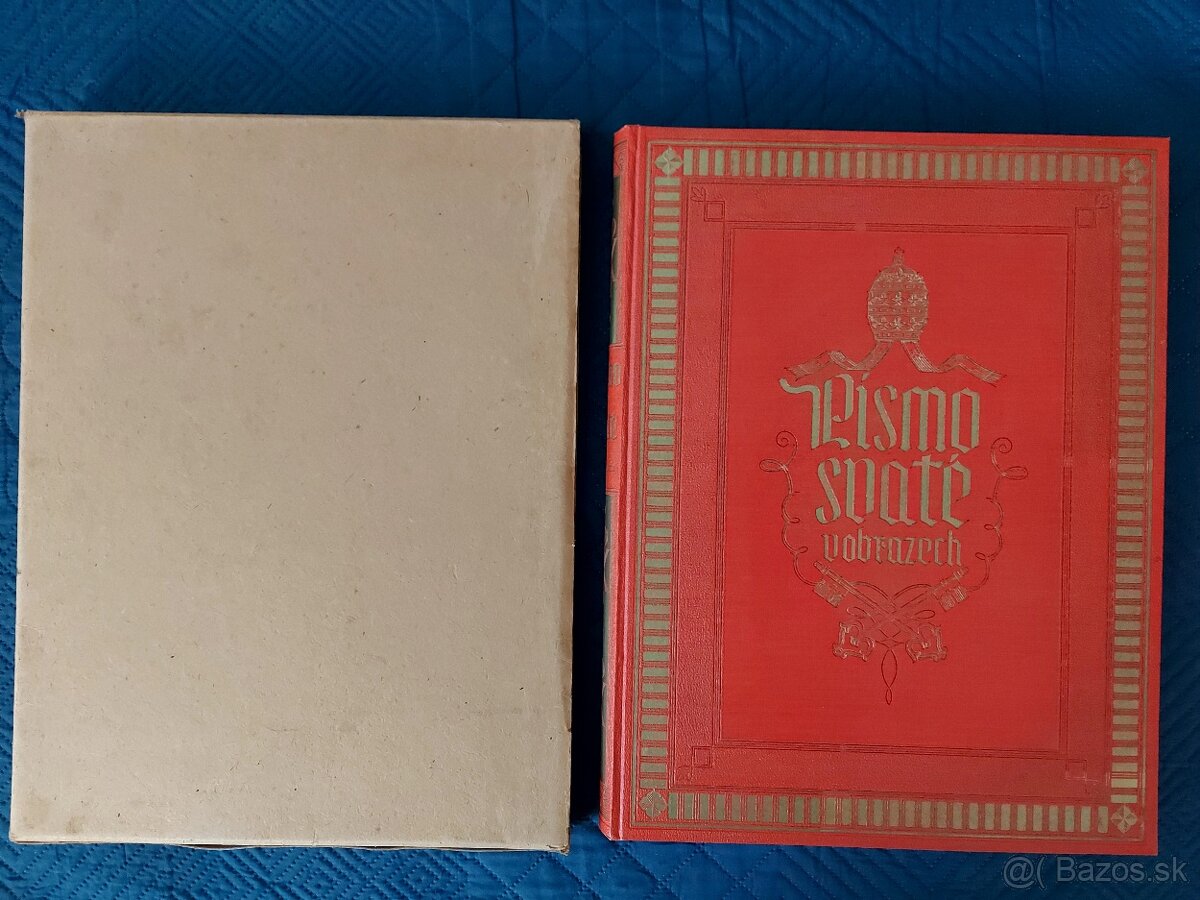 Písmo
svaté
v obrazech
@( Bazos.sk